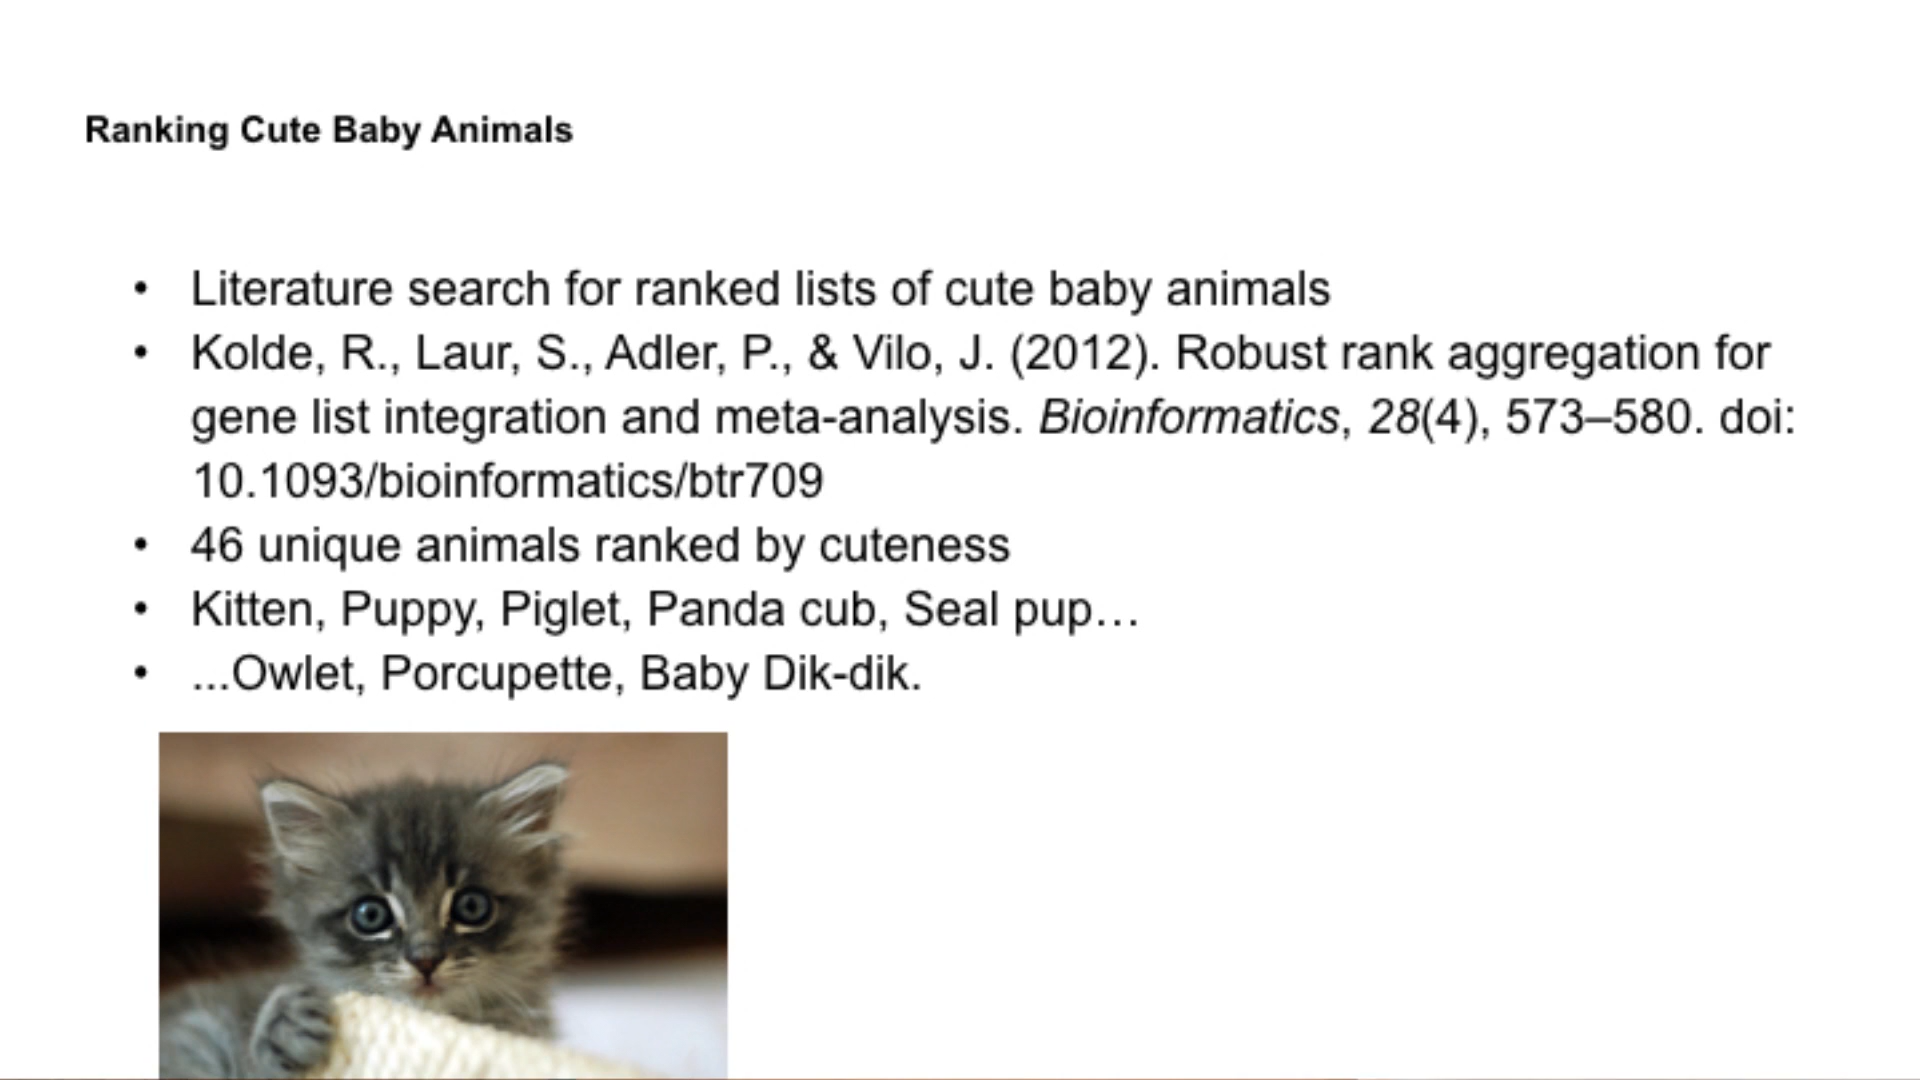 Ranking Cute Baby Animals
• Literature search for ranked lists of cute baby animals
• Kolde, R., Laur, S., Adler, P., & Vilo, J. (2012). Robust rank aggregation for
gene list integration and meta-analysis. Bioinformatics, 28(4), 573–580. doi:
10.1093/bioinformatics/btr709
• 46 unique animals ranked by cuteness
• Kitten, Puppy, Piglet, Panda cub, Seal pup…
• ...Owlet, Porcupette, Baby Dik-dik.